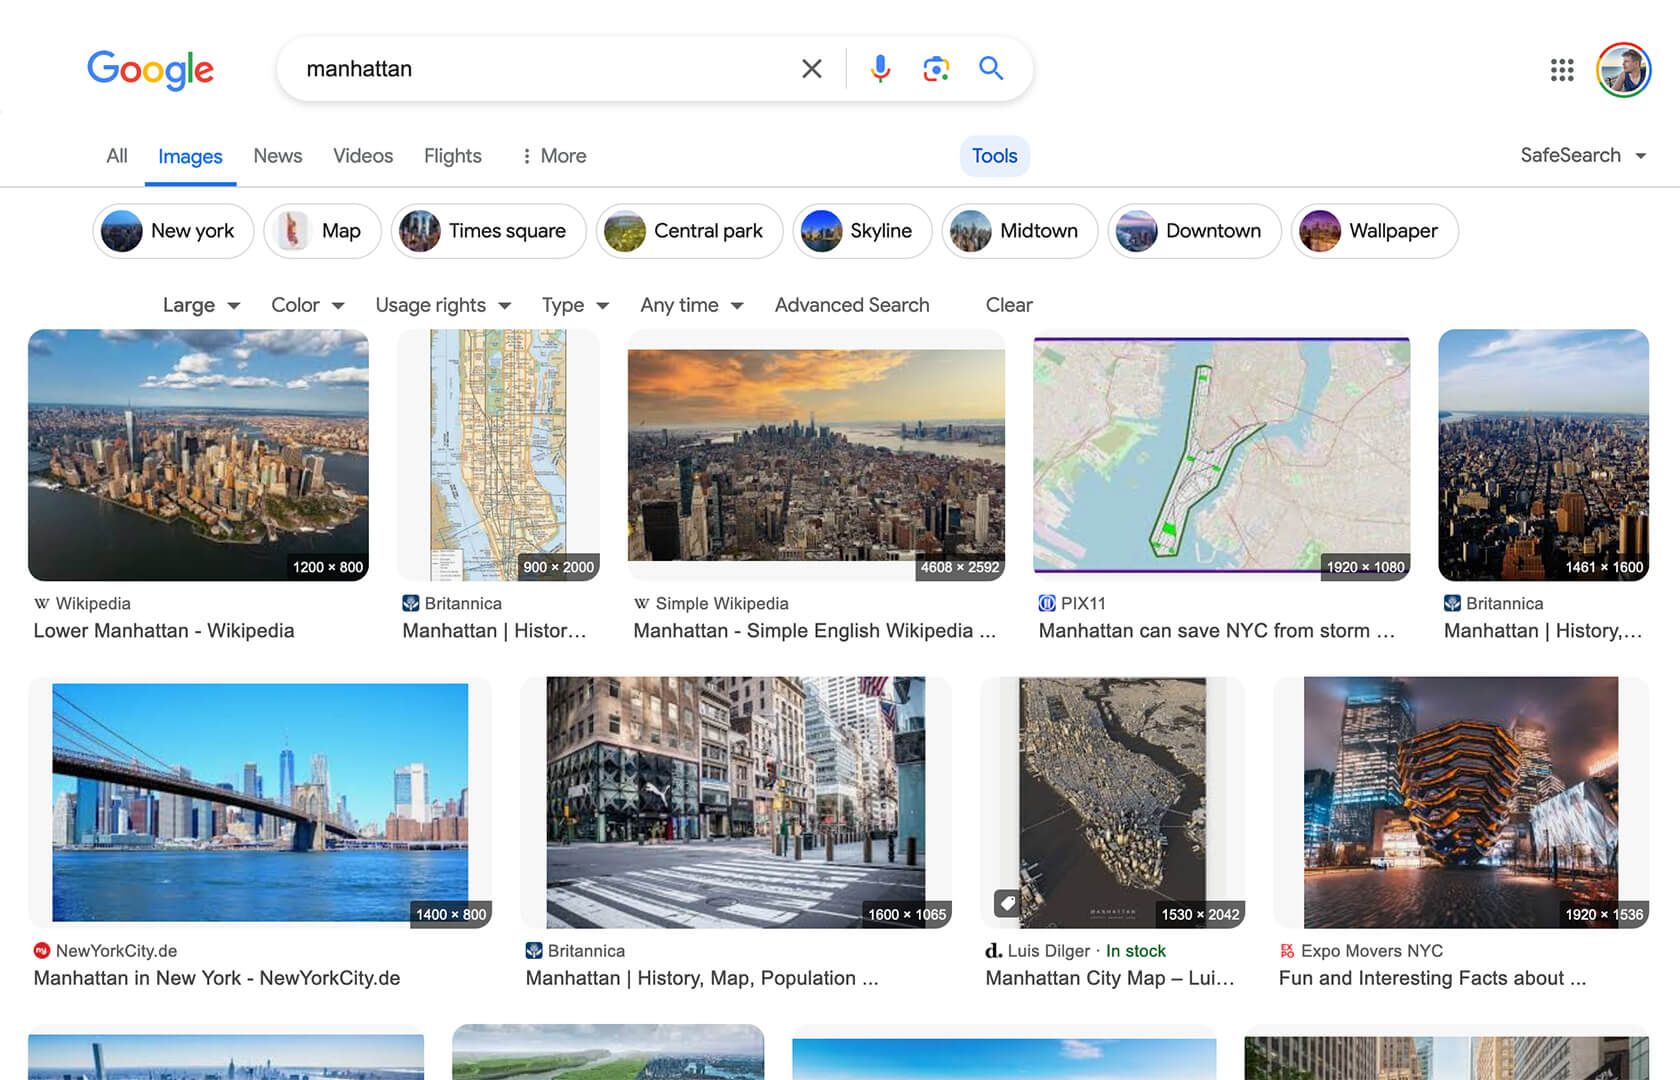 Google
manhattan
All
Images
News
Videos
Flights
More
Tools
SafeSearch
New york
Map
Times square
Central park
Skyline
Midtown
Downtown
Wallpaper
Large
Color
Usage rights
Type
Any time
Advanced Search
Clear
1200 × 800
900 × 2000
4608 × 2592
1920 × 1080
1461 × 1600
W Wikipedia
Lower Manhattan - Wikipedia
Britannica
Manhattan | Histor...
W Simple Wikipedia
Manhattan - Simple English Wikipedia ...
PIX11
Manhattan can save NYC from storm ...
Britannica
Manhattan | History,...
MANHATTAN
1400 × 800
1600 × 1065
1530 × 2042
1920 × 1536
ny NewYorkCity.de
Manhattan in New York - NewYorkCity.de
Britannica
Manhattan | History, Map, Population ...
d. Luis Dilger · In stock
Manhattan City Map – Lui...
Expo Movers NYC
Fun and Interesting Facts about ...